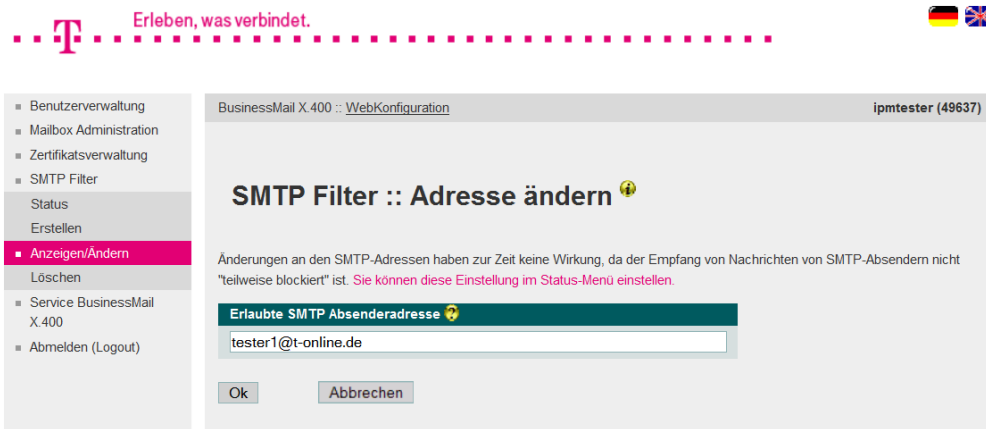 Erleben, was verbindet.
T
Benutzerverwaltung
Mailbox Administration
Zertifikatsverwaltung
SMTP Filter
Status
Erstellen
Anzeigen/Ändern
Löschen
Service BusinessMail
X.400
Abmelden (Logout)
BusinessMail X.400 :: WebKonfiguration
ipmtester (49637)
SMTP Filter :: Adresse ändern
Änderungen an den SMTP-Adressen haben zur Zeit keine Wirkung, da der Empfang von Nachrichten von SMTP-Absendern nicht
"teilweise blockiert" ist. Sie können diese Einstellung im Status-Menü einstellen.
Erlaubte SMTP Absenderadresse
tester1@t-online.de
Ok
Abbrechen